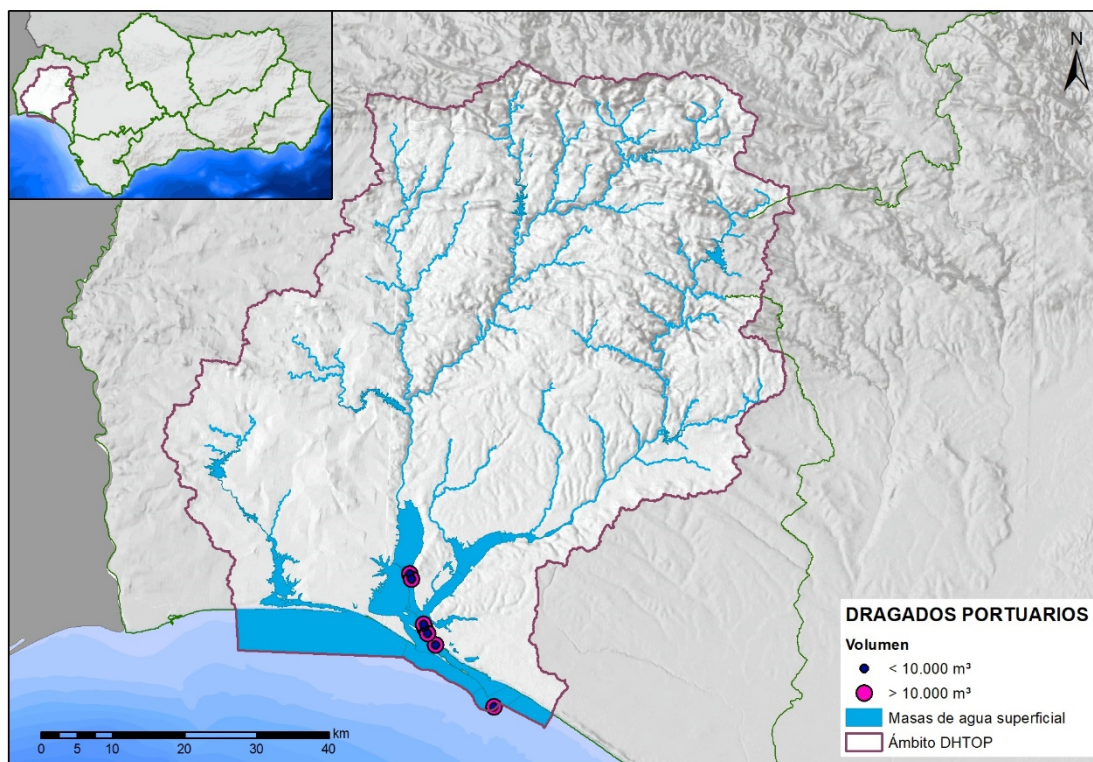 N
DRAGADOS PORTUARIOS
Volumen
< 10.000 m³
> 10.000 m³
Masas de agua superficial
Ámbito DHTOP
km
0 5 10 20 30 40